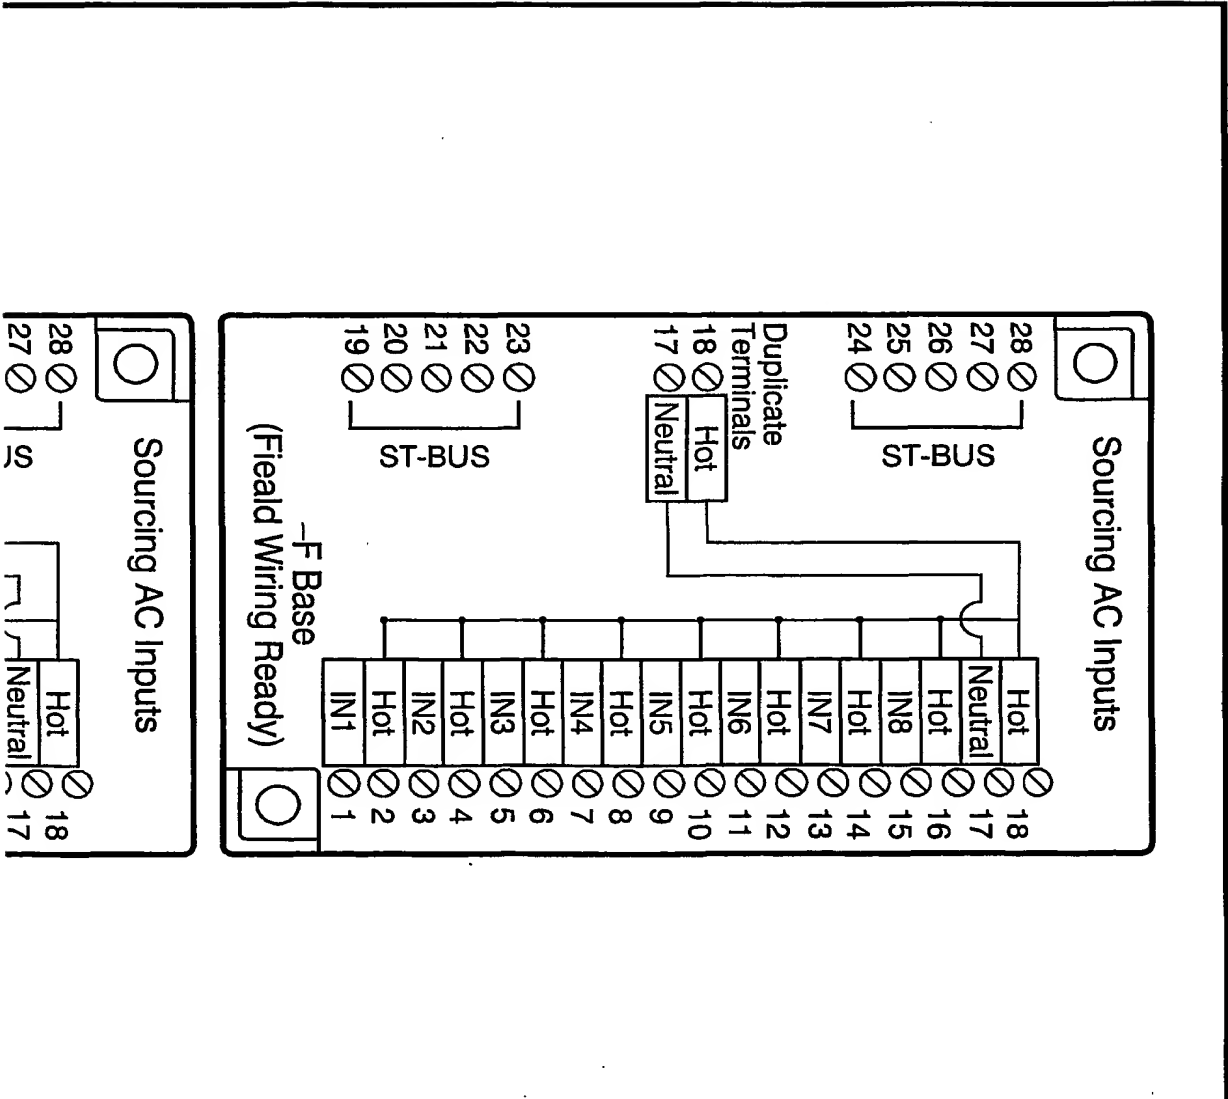 Sourcing AC Inputs
28
27
26
25
24
ST-BUS
Duplicate
Terminals
18
17
Hot
Neutral
23
22
21
20
19
ST-BUS
Hot 18
Neutral 17
Hot 16
IN8 15
Hot 14
IN7 13
Hot 12
IN6 11
Hot 10
IN5 9
Hot 8
IN4 7
Hot 6
IN3 5
Hot 4
IN2 3
Hot 2
IN1 1
–F Base
(Fieald Wiring Ready)
Sourcing AC Inputs
28
27
US
Hot 18
Neutral 17